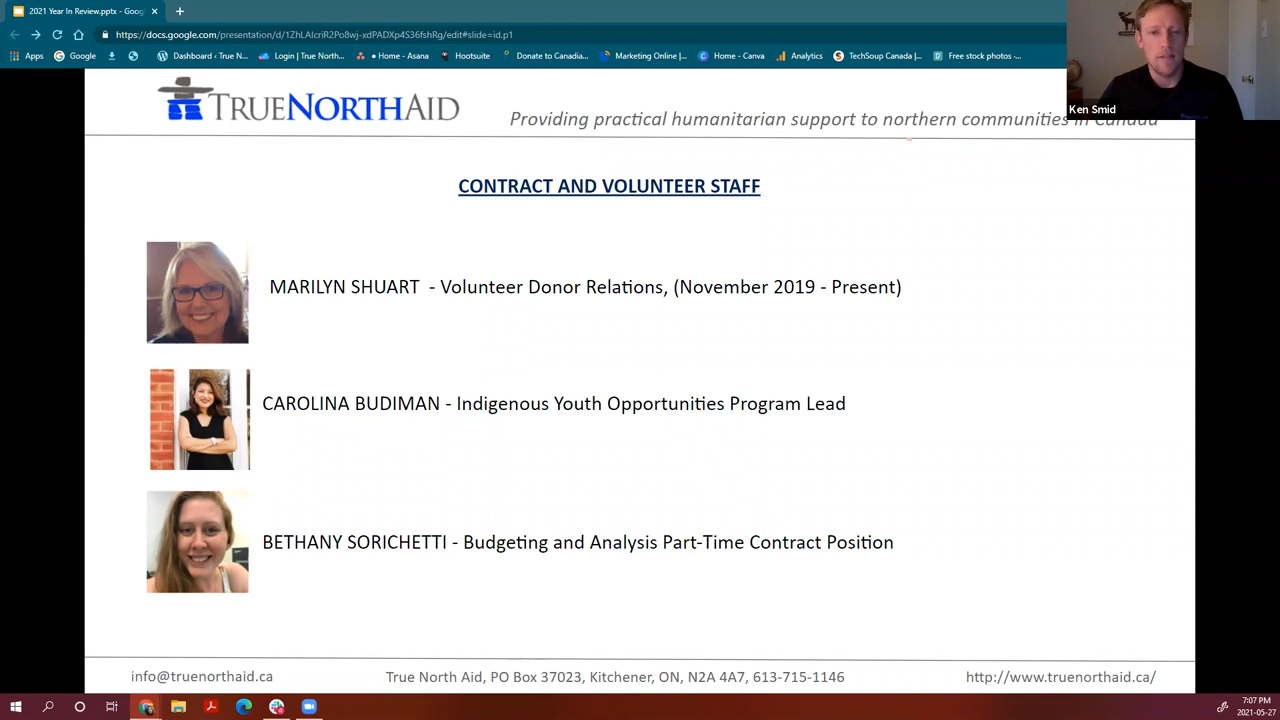 2021 Year In Review.pptx - Goog
https://docs.google.com/presentation/d/1ZhLAlcriR2Po8wj-xdPADXp4S36fshRg/edit#slide=id.p1
Apps Google Dashboard ‹ True N... Login | True North... • Home - Asana Hootsuite Donate to Canada... Marketing Online |... Home - Canva Analytics TechSoup Canada |... Free stock photos -...
Ken Smid
TRUENORTHAID
Providing practical humanitarian support to northern communities in Canada
CONTRACT AND VOLUNTEER STAFF
MARILYN SHUART - Volunteer Donor Relations, (November 2019 - Present)
CAROLINA BUDIMAN - Indigenous Youth Opportunities Program Lead
BETHANY SORICHETTI - Budgeting and Analysis Part-Time Contract Position
info@truenorthaid.ca True North Aid, PO Box 37023, Kitchener, ON, N2A 4A7, 613-715-1146 http://www.truenorthaid.ca/
7:07 PM
2021-05-27